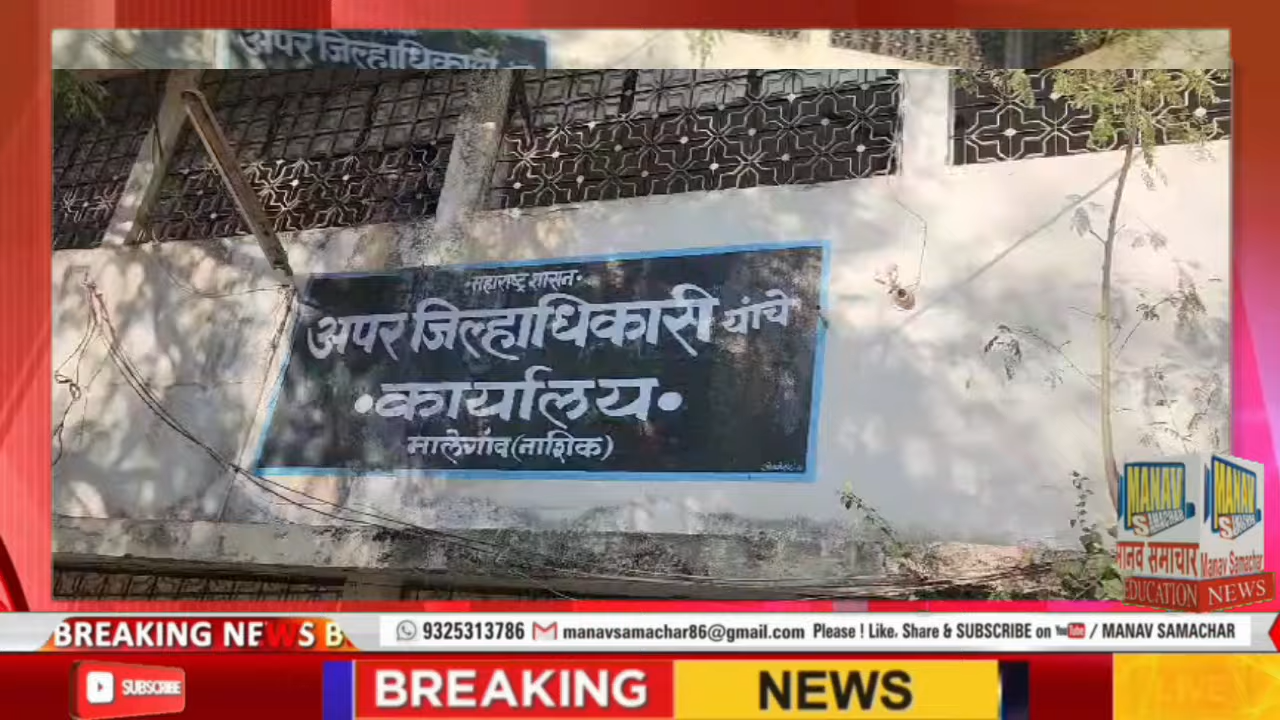 अपर जिल्हाधिकारी
महाराष्ट्र शासन
अपर जिल्हाधिकारी यांचे
कार्यालय
मालेगांव (नाशिक)
MANAV
SAMACHAR
MANAV
मानव समाचार
Manav Samachar
EDUCATION
NEWS
BREAKING NEWS B
9325313786 manavsamachar86@gmail.com Please ! Like. Share & SUBSCRIBE on YouTube / MANAV SAMACHAR
SUBSCRIBE
BREAKING NEWS